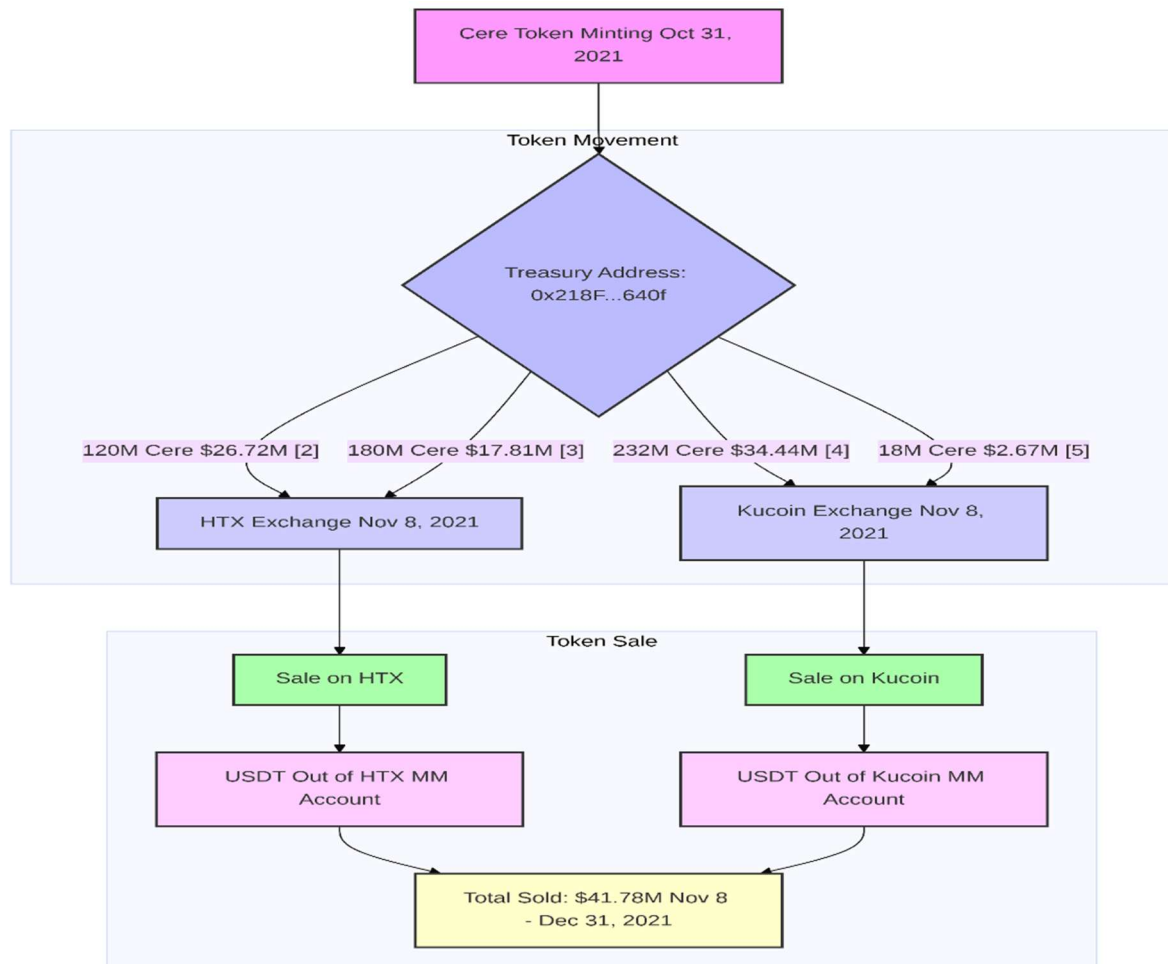 Cere Token Minting Oct 31,
2021
Token Movement
Treasury Address:
0x218F...640f
120M Cere $26.72M [2]
180M Cere $17.81M [3]
232M Cere $34.44M [4]
18M Cere $2.67M [5]
HTX Exchange Nov 8, 2021
Kucoin Exchange Nov 8,
2021
Token Sale
Sale on HTX
Sale on Kucoin
USDT Out of HTX MM
Account
USDT Out of Kucoin MM
Account
Total Sold: $41.78M Nov 8
- Dec 31, 2021